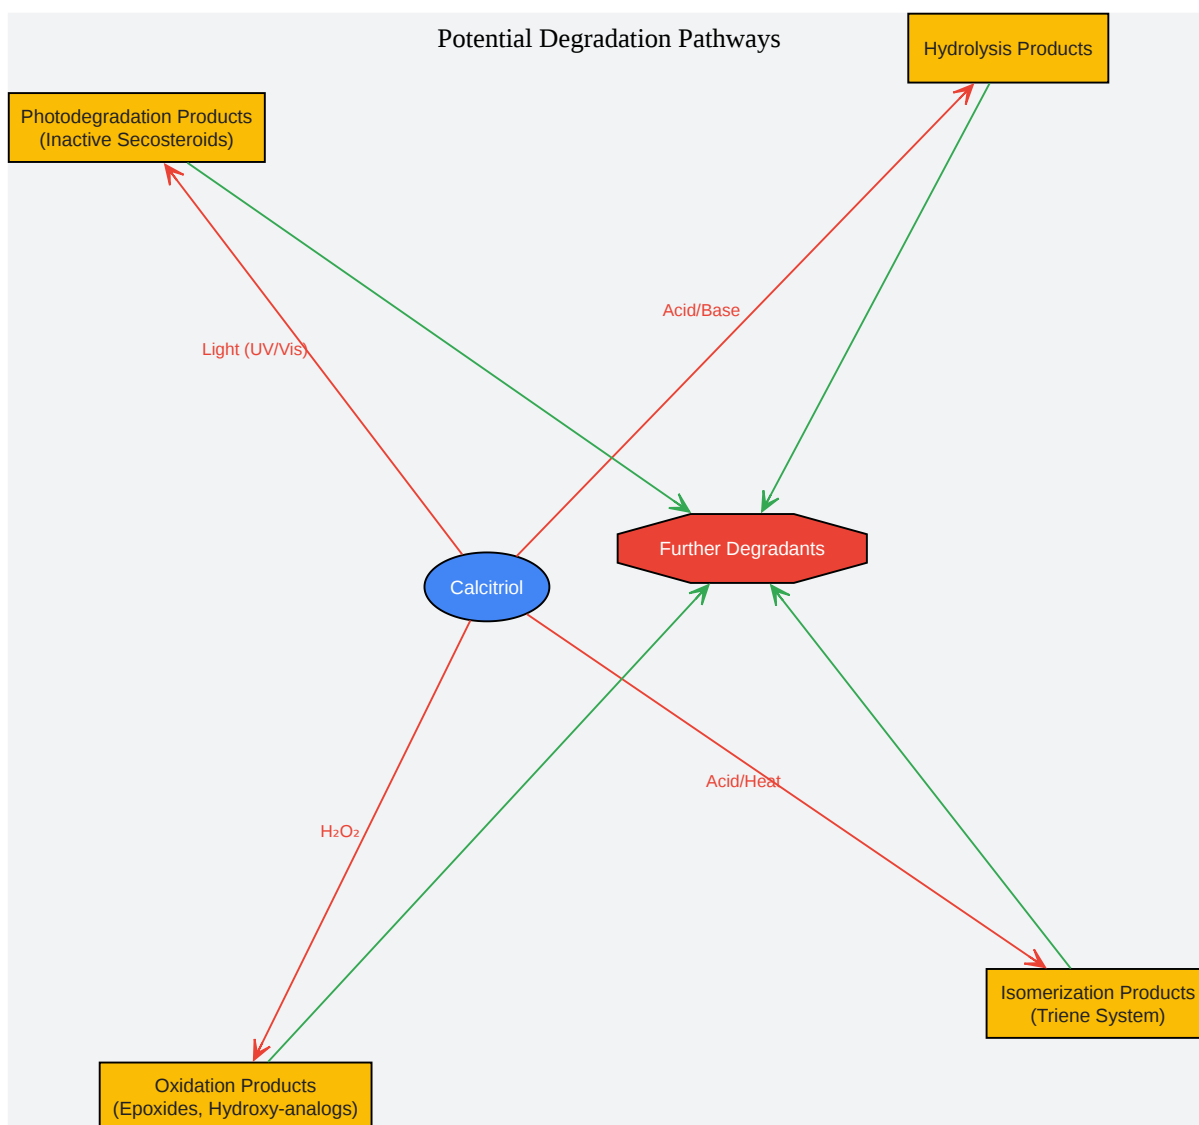 Potential Degradation Pathways
Hydrolysis Products
Photodegradation Products
(Inactive Secosteroids)
Acid/Base
Light (UV/Vis)
Further Degradants
Calcitriol
Acid/Heat
H₂O₂
Isomerization Products
(Triene System)
Oxidation Products
(Epoxides, Hydroxy-analogs)